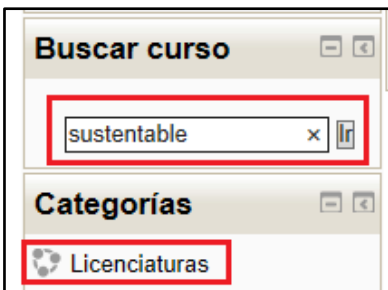 Buscar curso
sustentable × Ir
Categorías
Licenciaturas